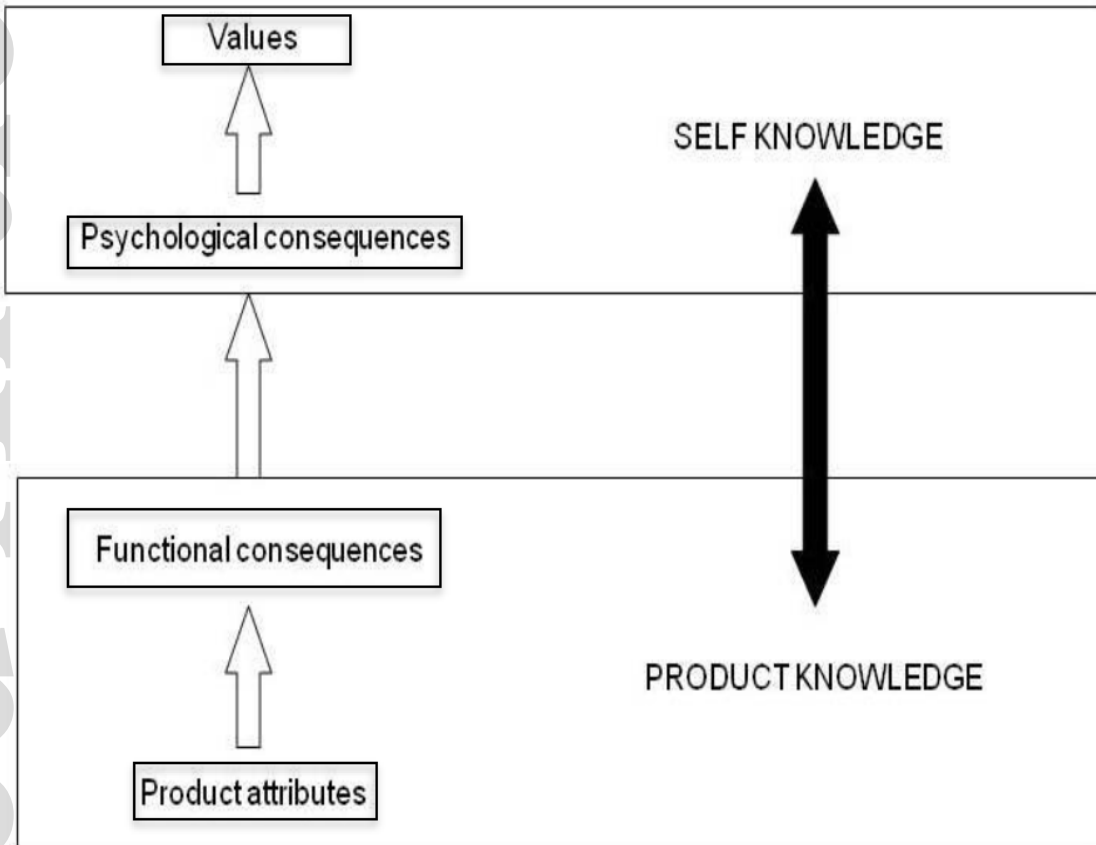 Values
SELF KNOWLEDGE
Psychological consequences
Functional consequences
PRODUCT KNOWLEDGE
Product attributes